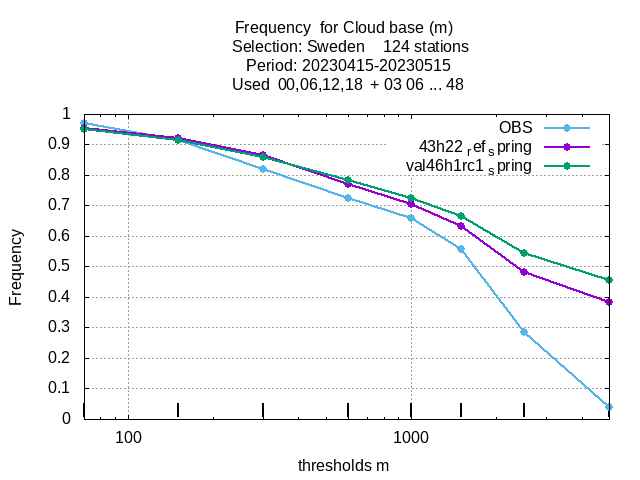 Frequency  for Cloud base (m)
Selection: Sweden    124 stations
Period: 20230415-20230515
Used  00,06,12,18  + 03 06 ... 48
OBS
43h22 ref spring
val46h1rc1 spring
1
0.9
0.8
0.7
0.6
0.5
0.4
0.3
0.2
0.1
0
Frequency
100 1000
thresholds m